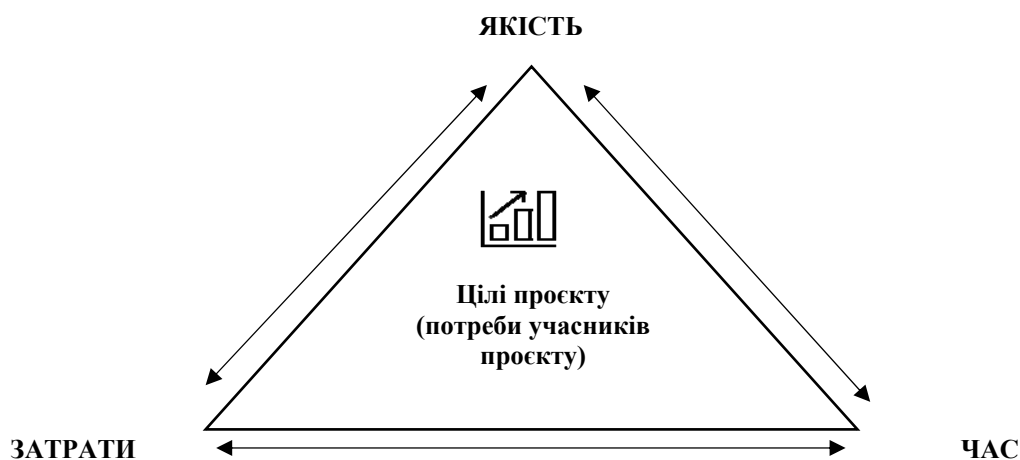 ЯКІСТЬ
Цілі проєкту
(потреби учасників
проєкту)
ЗАТРАТИ
ЧАС